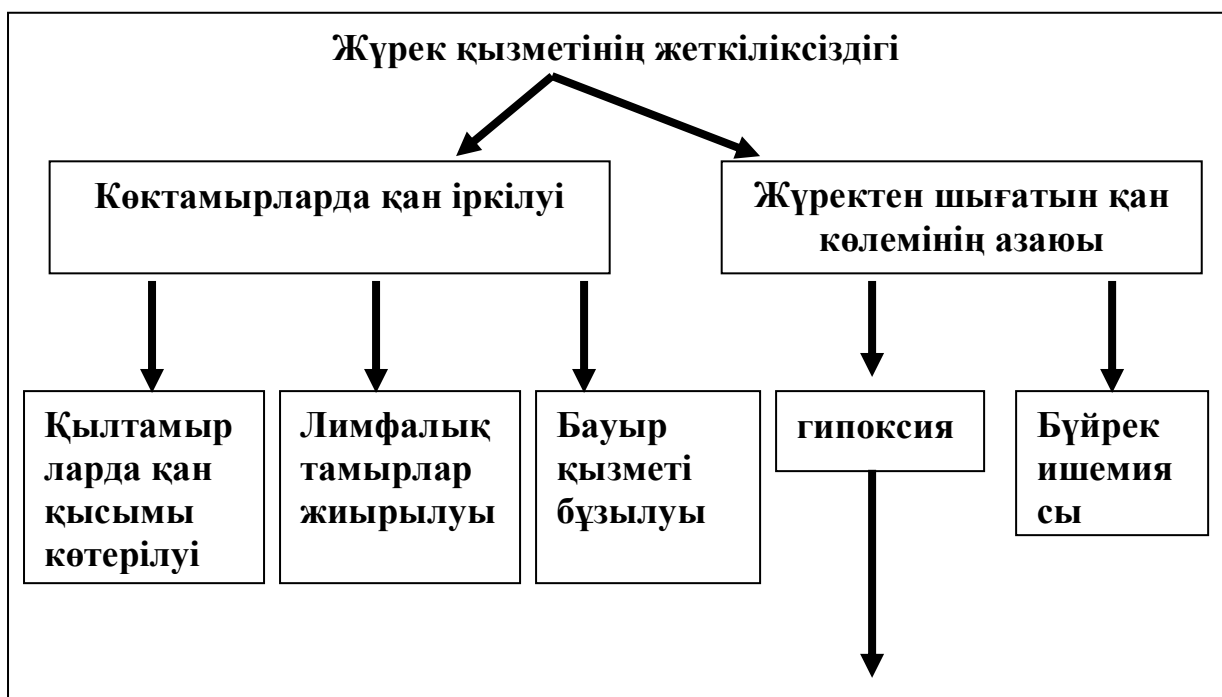 Жүрек қызметінің жеткіліксіздігі
Көктамырларда қан іркілуі
Жүректен шығатын қан
көлемінің азаюы
Қылтамыр
ларда қан
қысымы
көтерілуі
Лимфалық
тамырлар
жиырылуы
Бауыр
қызметі
бұзылуы
гипоксия
Бүйрек
ишемия
сы